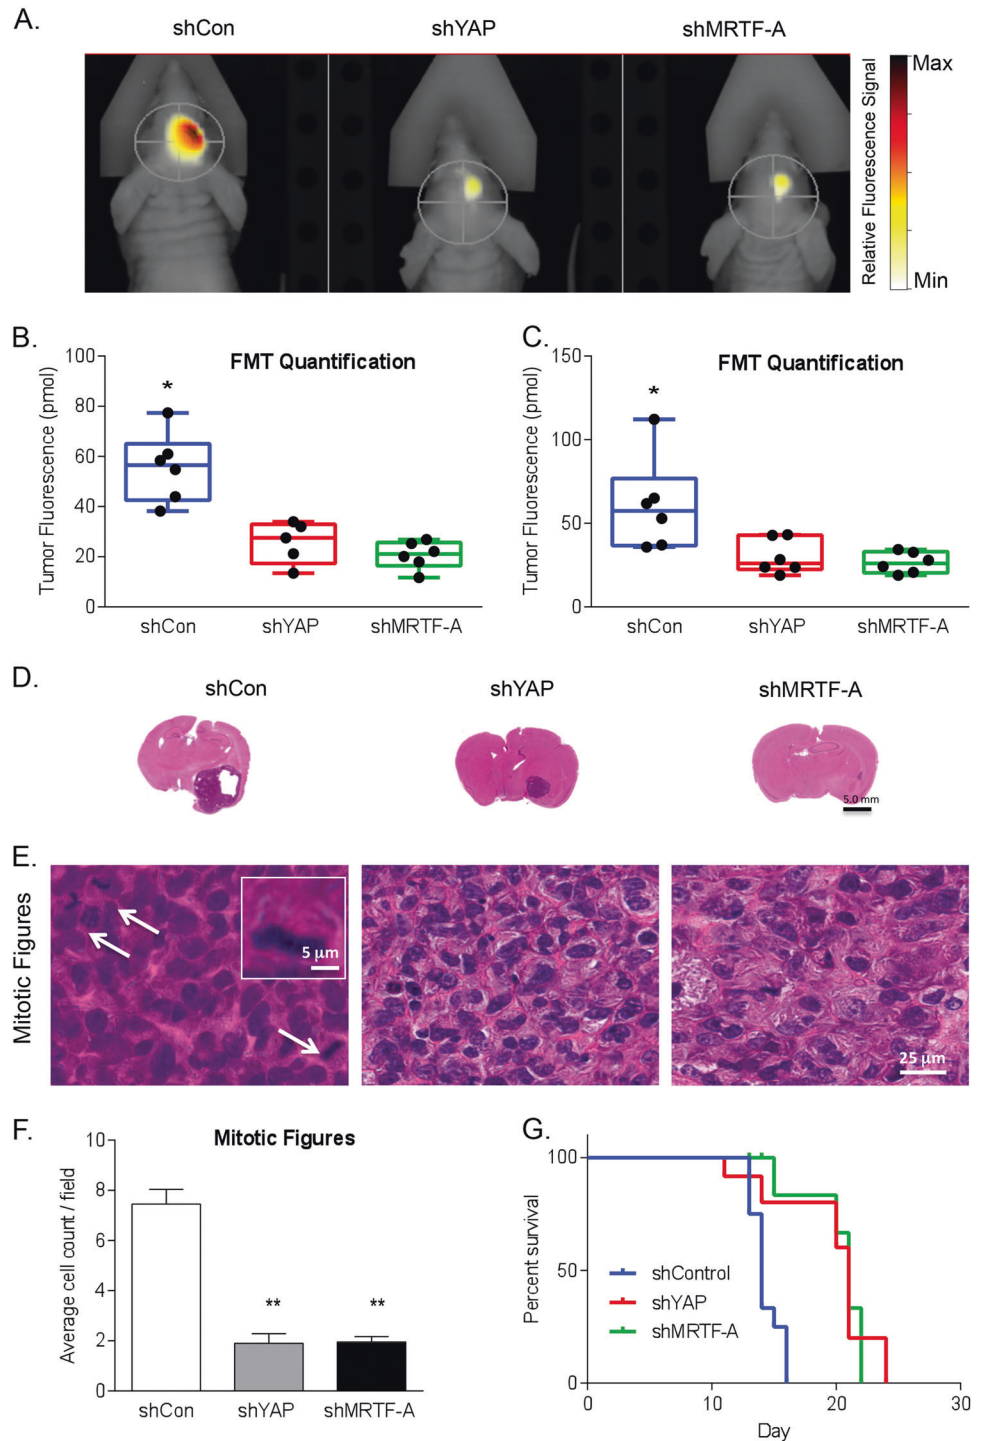 A.
shCon shYAP shMRTF-A
Relative Fluorescence Signal
Max
Min
B.
FMT Quantification
Tumor Fluorescence (pmol)
100
80
60
40
20
0
*
shCon shYAP shMRTF-A
C.
FMT Quantification
Tumor Fluorescence (pmol)
150
100
50
0
*
shCon shYAP shMRTF-A
D.
shCon shYAP shMRTF-A
5.0 mm
E.
Mitotic Figures
5 μm
25 μm
F.
Mitotic Figures
Average cell count / field
10
8
6
4
2
0
** **
shCon shYAP shMRTF-A
G.
Percent survival
100
50
0
shControl
shYAP
shMRTF-A
0 10 20 30
Day